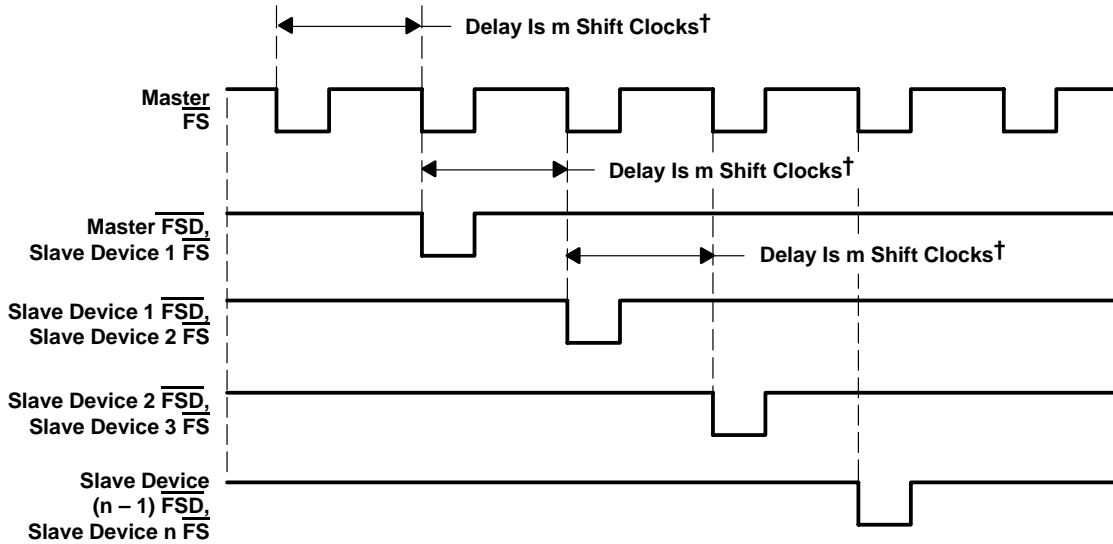 Delay Is m Shift Clocks†
Master
FS
Delay Is m Shift Clocks†
Master FSD,
Slave Device 1 FS
Delay Is m Shift Clocks†
Slave Device 1 FSD,
Slave Device 2 FS
Slave Device 2 FSD,
Slave Device 3 FS
Slave Device
(n – 1) FSD,
Slave Device n FS